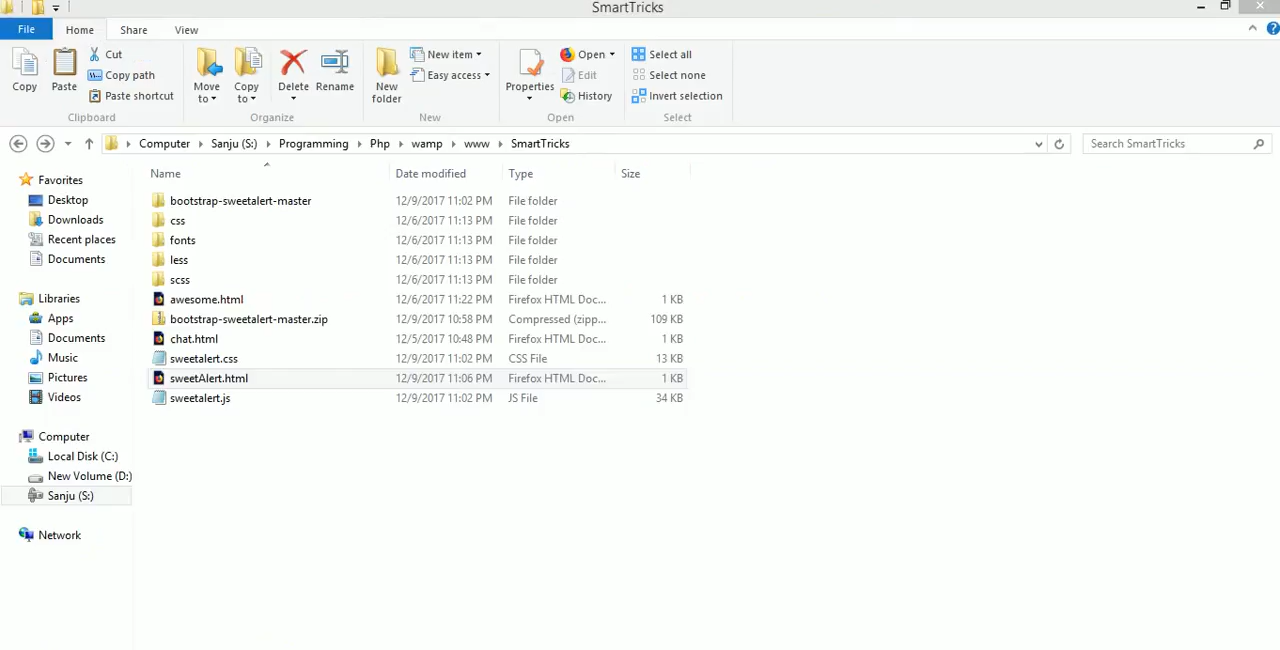 SmartTricks
File Home Share View
Copy Paste Cut Copy path Paste shortcut Move to Copy to Delete Rename New folder New item Easy access Properties Open Edit History Select all Select none Invert selection
Clipboard Organize New Open Select
Computer Sanju (S:) Programming Php wamp www SmartTricks Search SmartTricks
Name Date modified Type Size
Favorites
Desktop
Downloads
Recent places
Documents
Libraries
Apps
Documents
Music
Pictures
Videos
Computer
Local Disk (C:)
New Volume (D:)
Sanju (S:)
Network
bootstrap-sweetalert-master 12/9/2017 11:02 PM File folder
css 12/6/2017 11:13 PM File folder
fonts 12/6/2017 11:13 PM File folder
less 12/6/2017 11:13 PM File folder
scss 12/6/2017 11:13 PM File folder
awesome.html 12/6/2017 11:22 PM Firefox HTML Doc... 1 KB
bootstrap-sweetalert-master.zip 12/9/2017 10:58 PM Compressed (zipp... 109 KB
chat.html 12/5/2017 10:48 PM Firefox HTML Doc... 1 KB
sweetalert.css 12/9/2017 11:02 PM CSS File 13 KB
sweetAlert.html 12/9/2017 11:06 PM Firefox HTML Doc... 1 KB
sweetalert.js 12/9/2017 11:02 PM JS File 34 KB